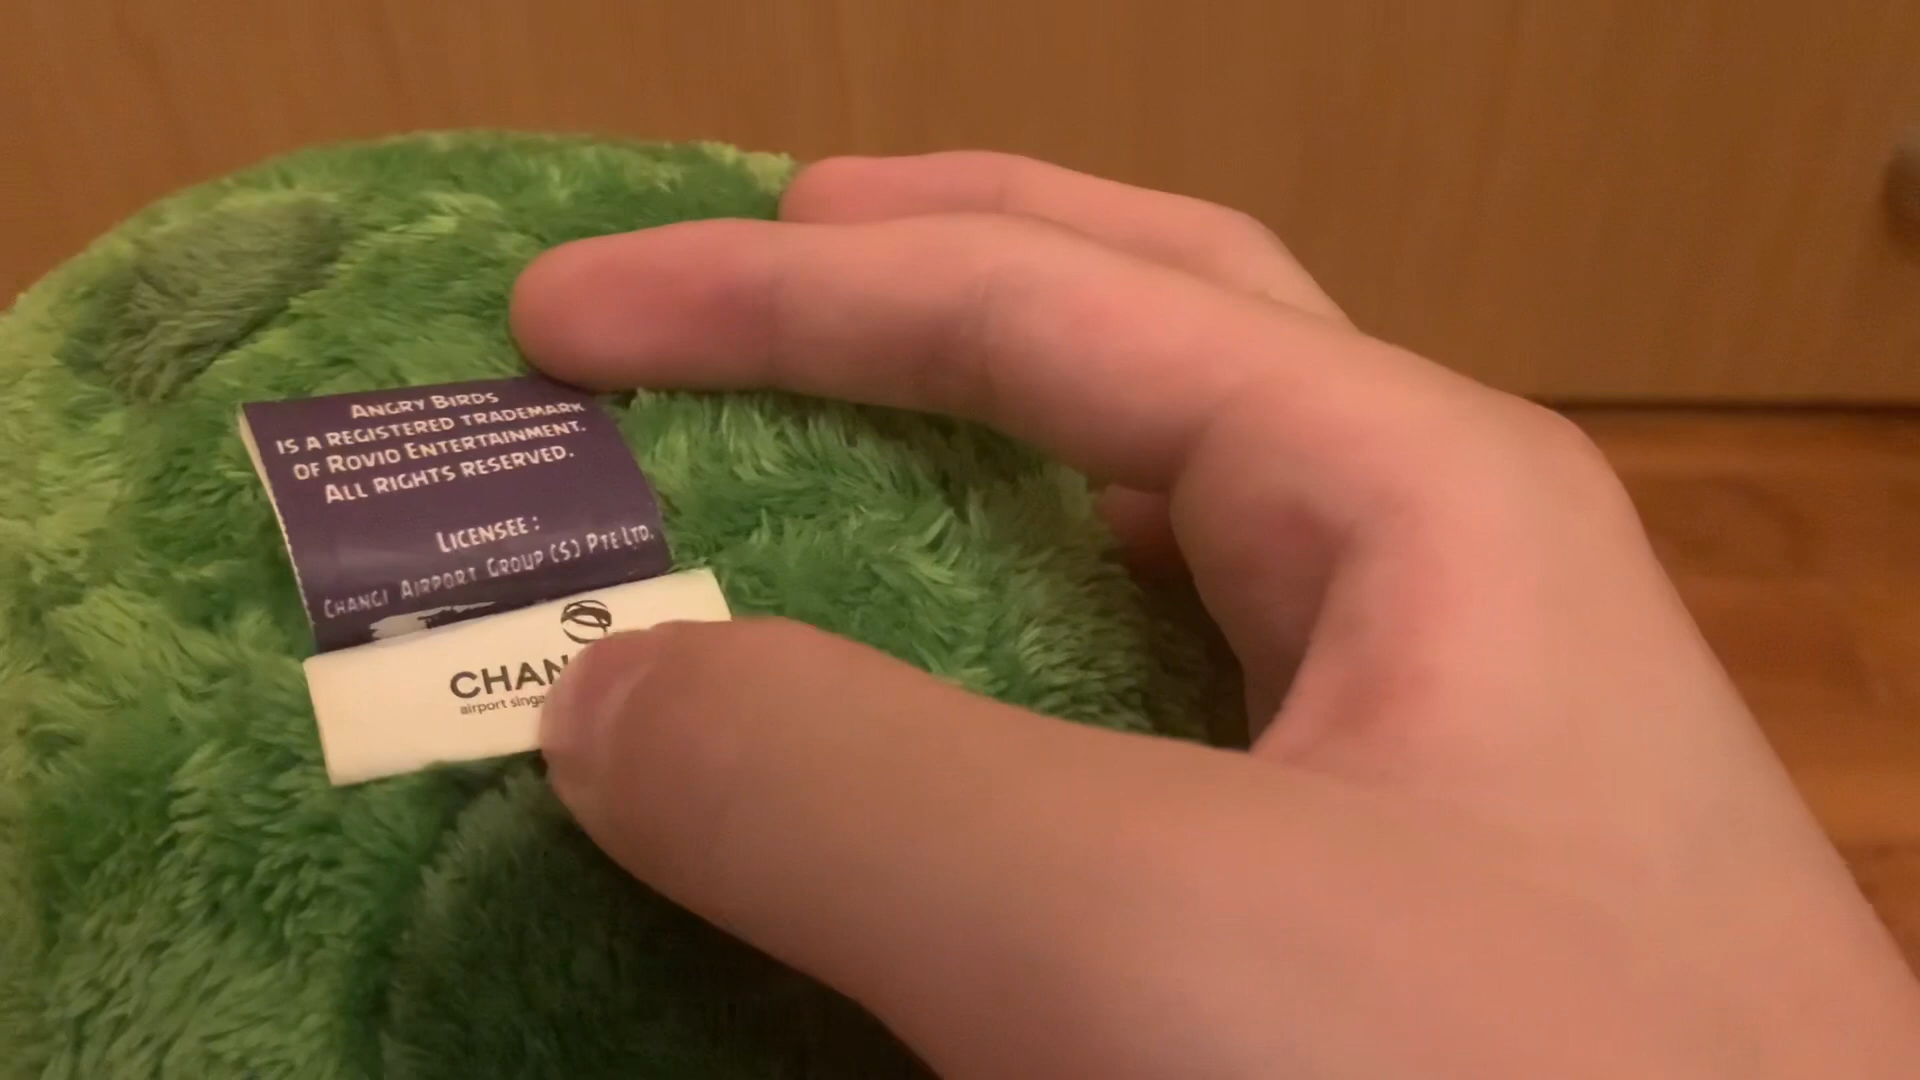 ANGRY BIRDS
IS A REGISTERED TRADEMARK
OF ROVIO ENTERTAINMENT.
ALL RIGHTS RESERVED.
LICENSEE :
CHANGI AIRPORT GROUP (S) PTE LTD.
CHAN
airport singa